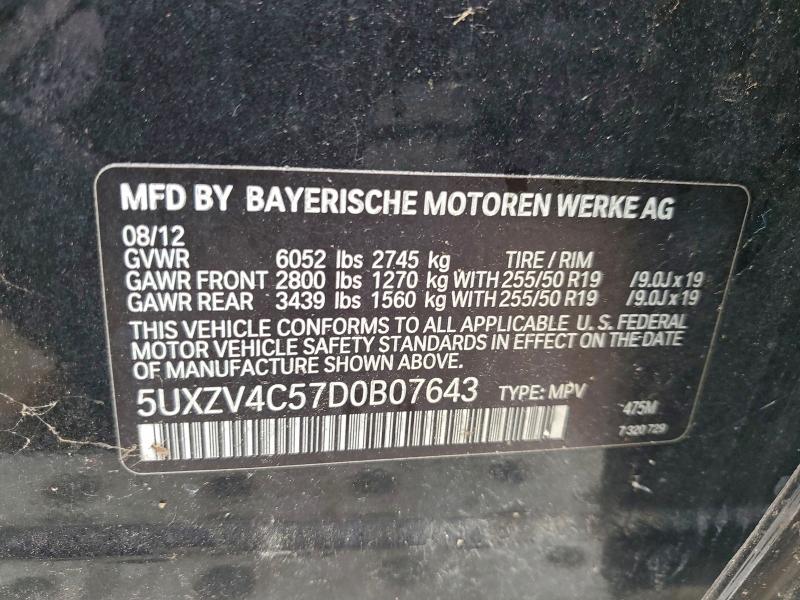 MFD BY BAYERISCHE MOTOREN WERKE AG
08/12
GVWR 6052 lbs 2745 kg TIRE / RIM
GAWR FRONT 2800 lbs 1270 kg WITH 255/50 R19 /9.0J x 19
GAWR REAR 3439 lbs 1560 kg WITH 255/50 R19 /9.0J x 19
THIS VEHICLE CONFORMS TO ALL APPLICABLE U. S. FEDERAL
MOTOR VEHICLE SAFETY STANDARDS IN EFFECT ON THE DATE
OF MANUFACTURE SHOWN ABOVE.
5UXZV4C57D0B07643 TYPE: MPV 475M
7 320 729